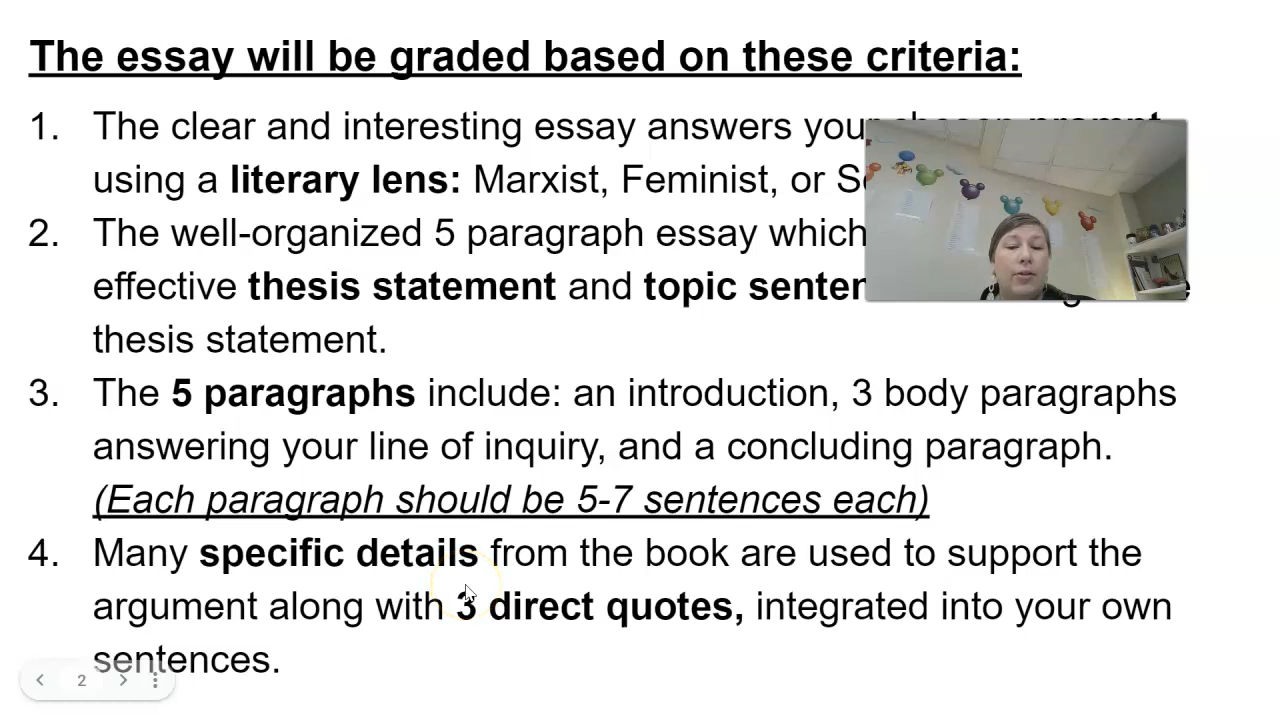 The essay will be graded based on these criteria:
1. The clear and interesting essay answers your chosen prompt
using a literary lens: Marxist, Feminist, or
2. The well-organized 5 paragraph essay which
effective thesis statement and topic
thesis statement.
3. The 5 paragraphs include: an introduction, 3 body paragraphs
answering your line of inquiry, and a concluding paragraph.
(Each paragraph should be 5-7 sentences each)
4. Many specific details from the book are used to support the
argument along with 3 direct quotes, integrated into your own
sentences.
2